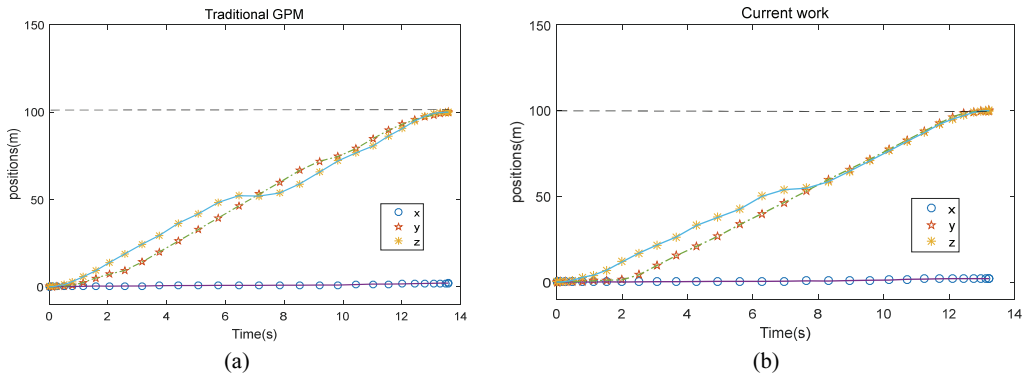 Traditional GPM
150
100
50
0
positions(m)
0 2 4 6 8 10 12 14
Time(s)
x
y
z
(a)
Current work
150
100
50
0
positions(m)
0 2 4 6 8 10 12 14
Time(s)
x
y
z
(b)